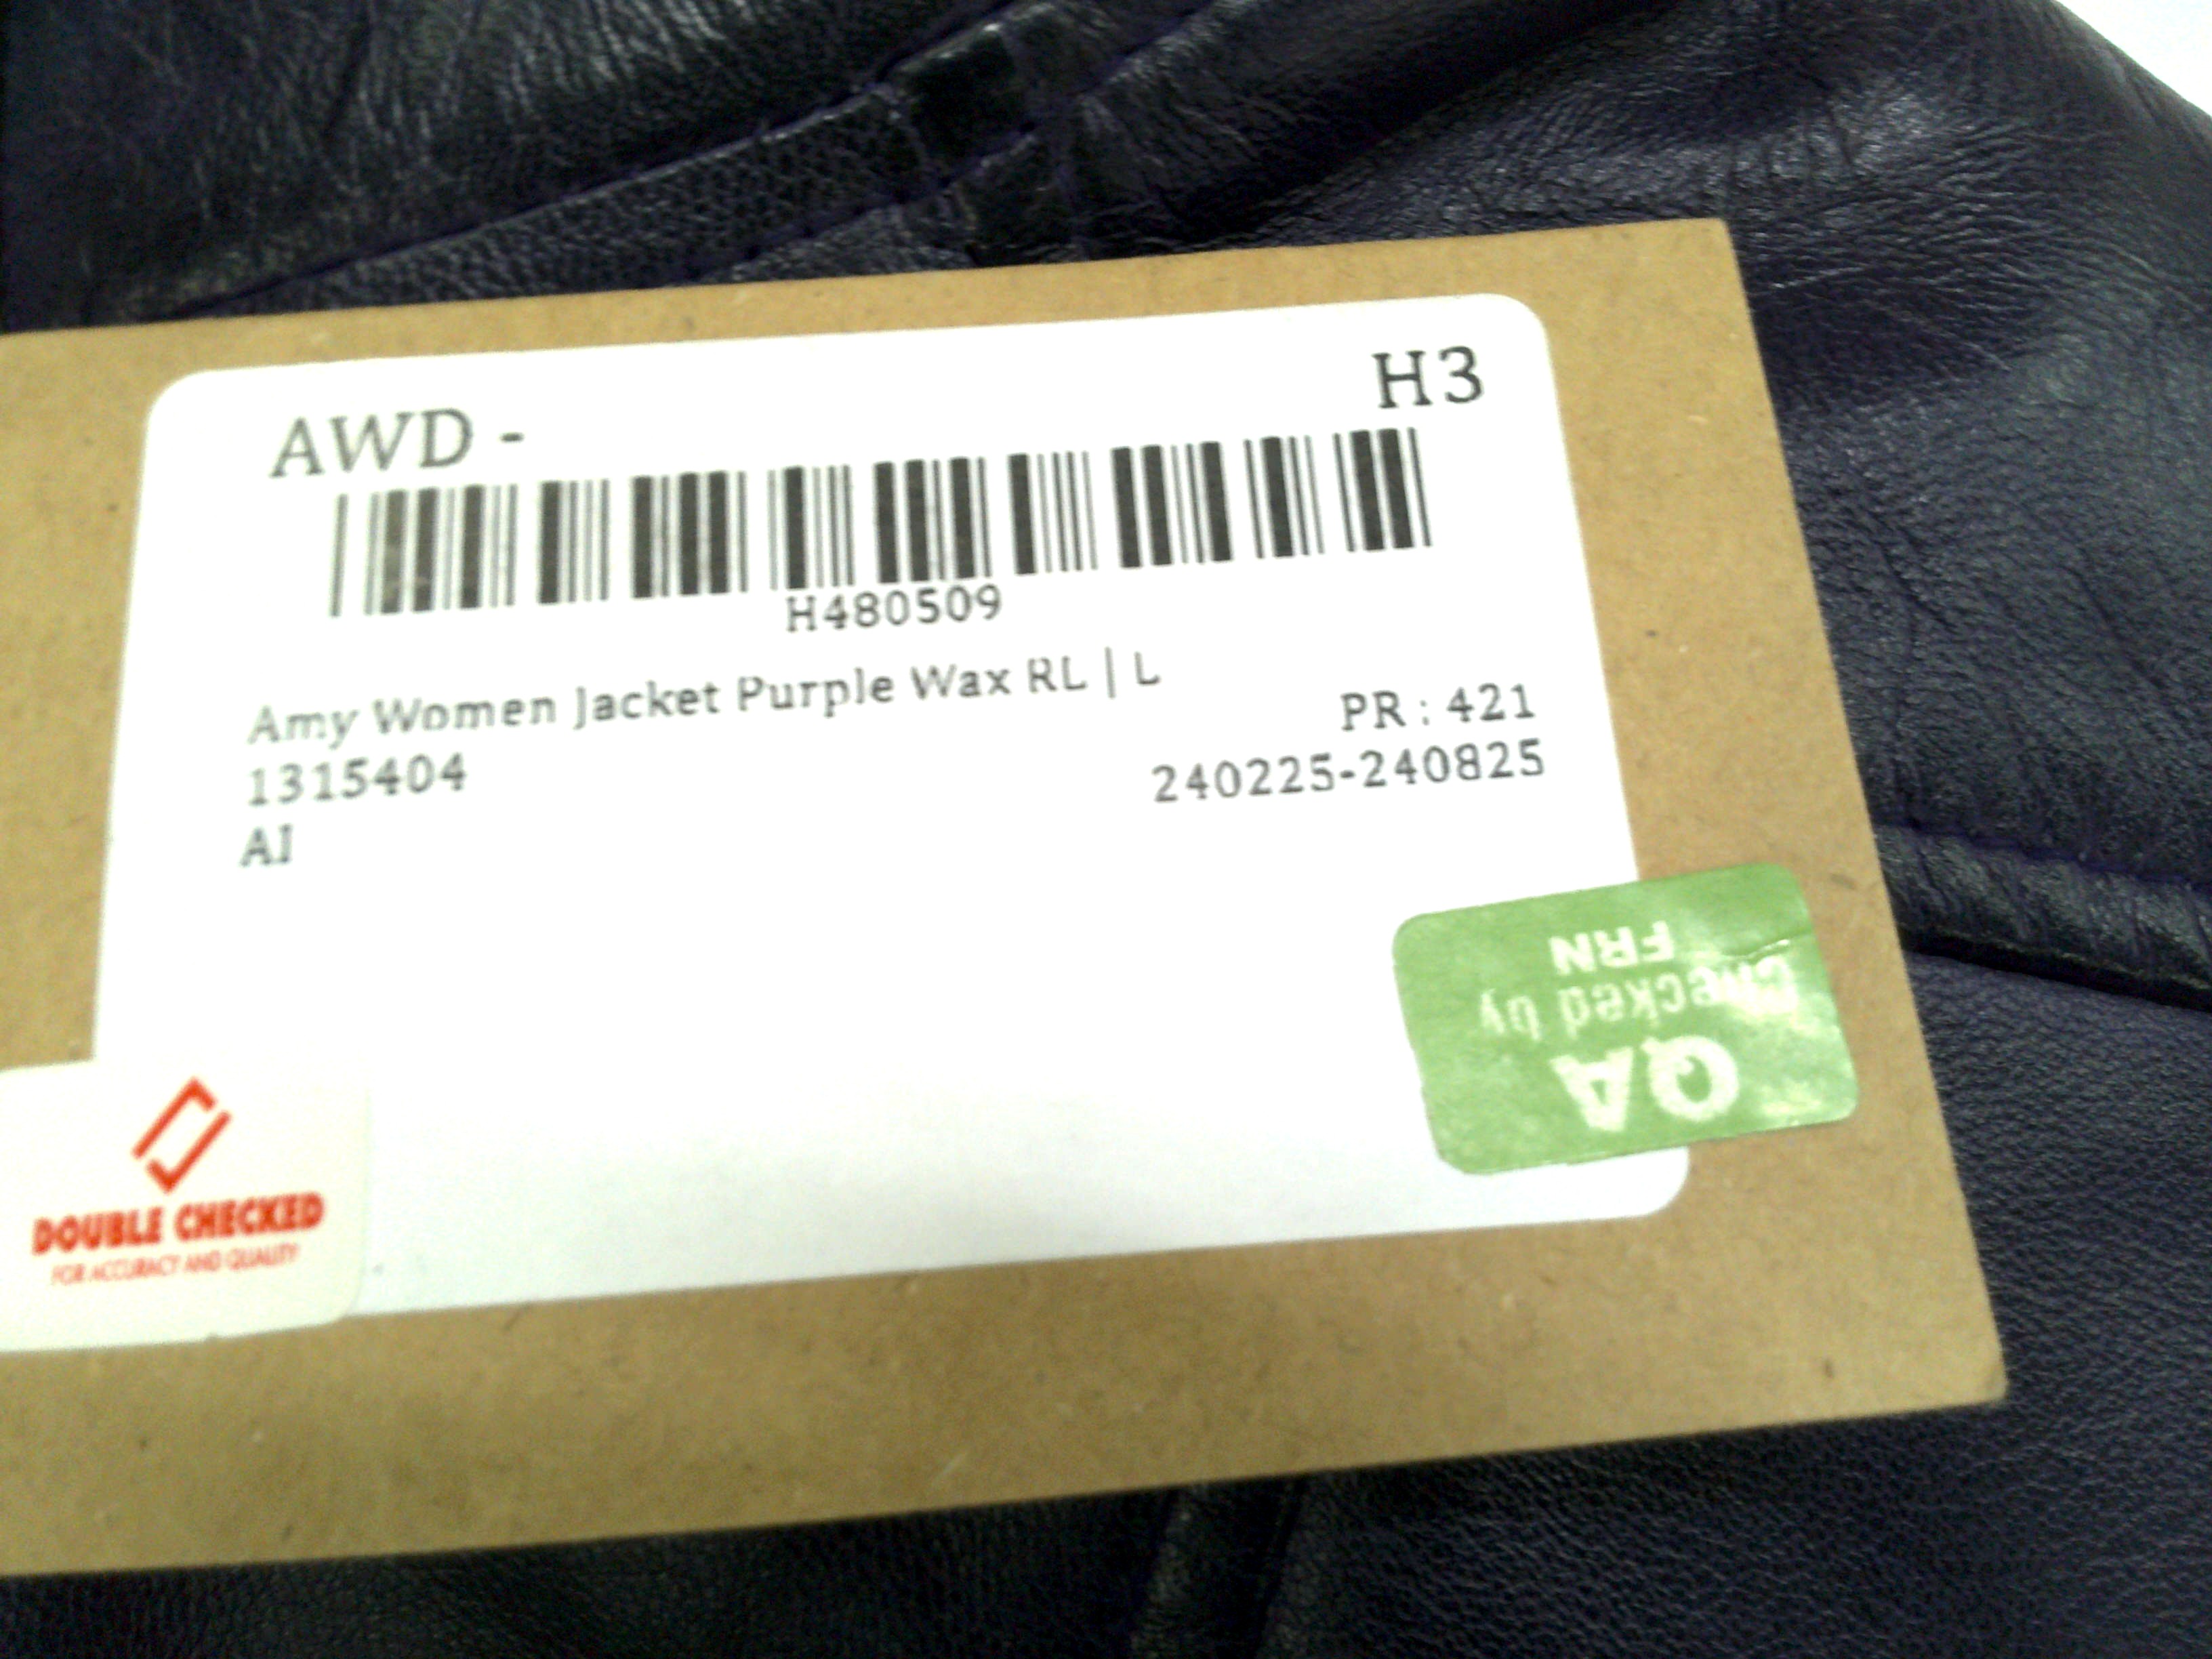 AWD -
H3
H480509
Amy Women Jacket Purple Wax RL | L
PR : 421
1315404
240225-240825
AI
QA
Checked by
FRN
DOUBLE CHECKED
FOR ACCURACY AND QUALITY